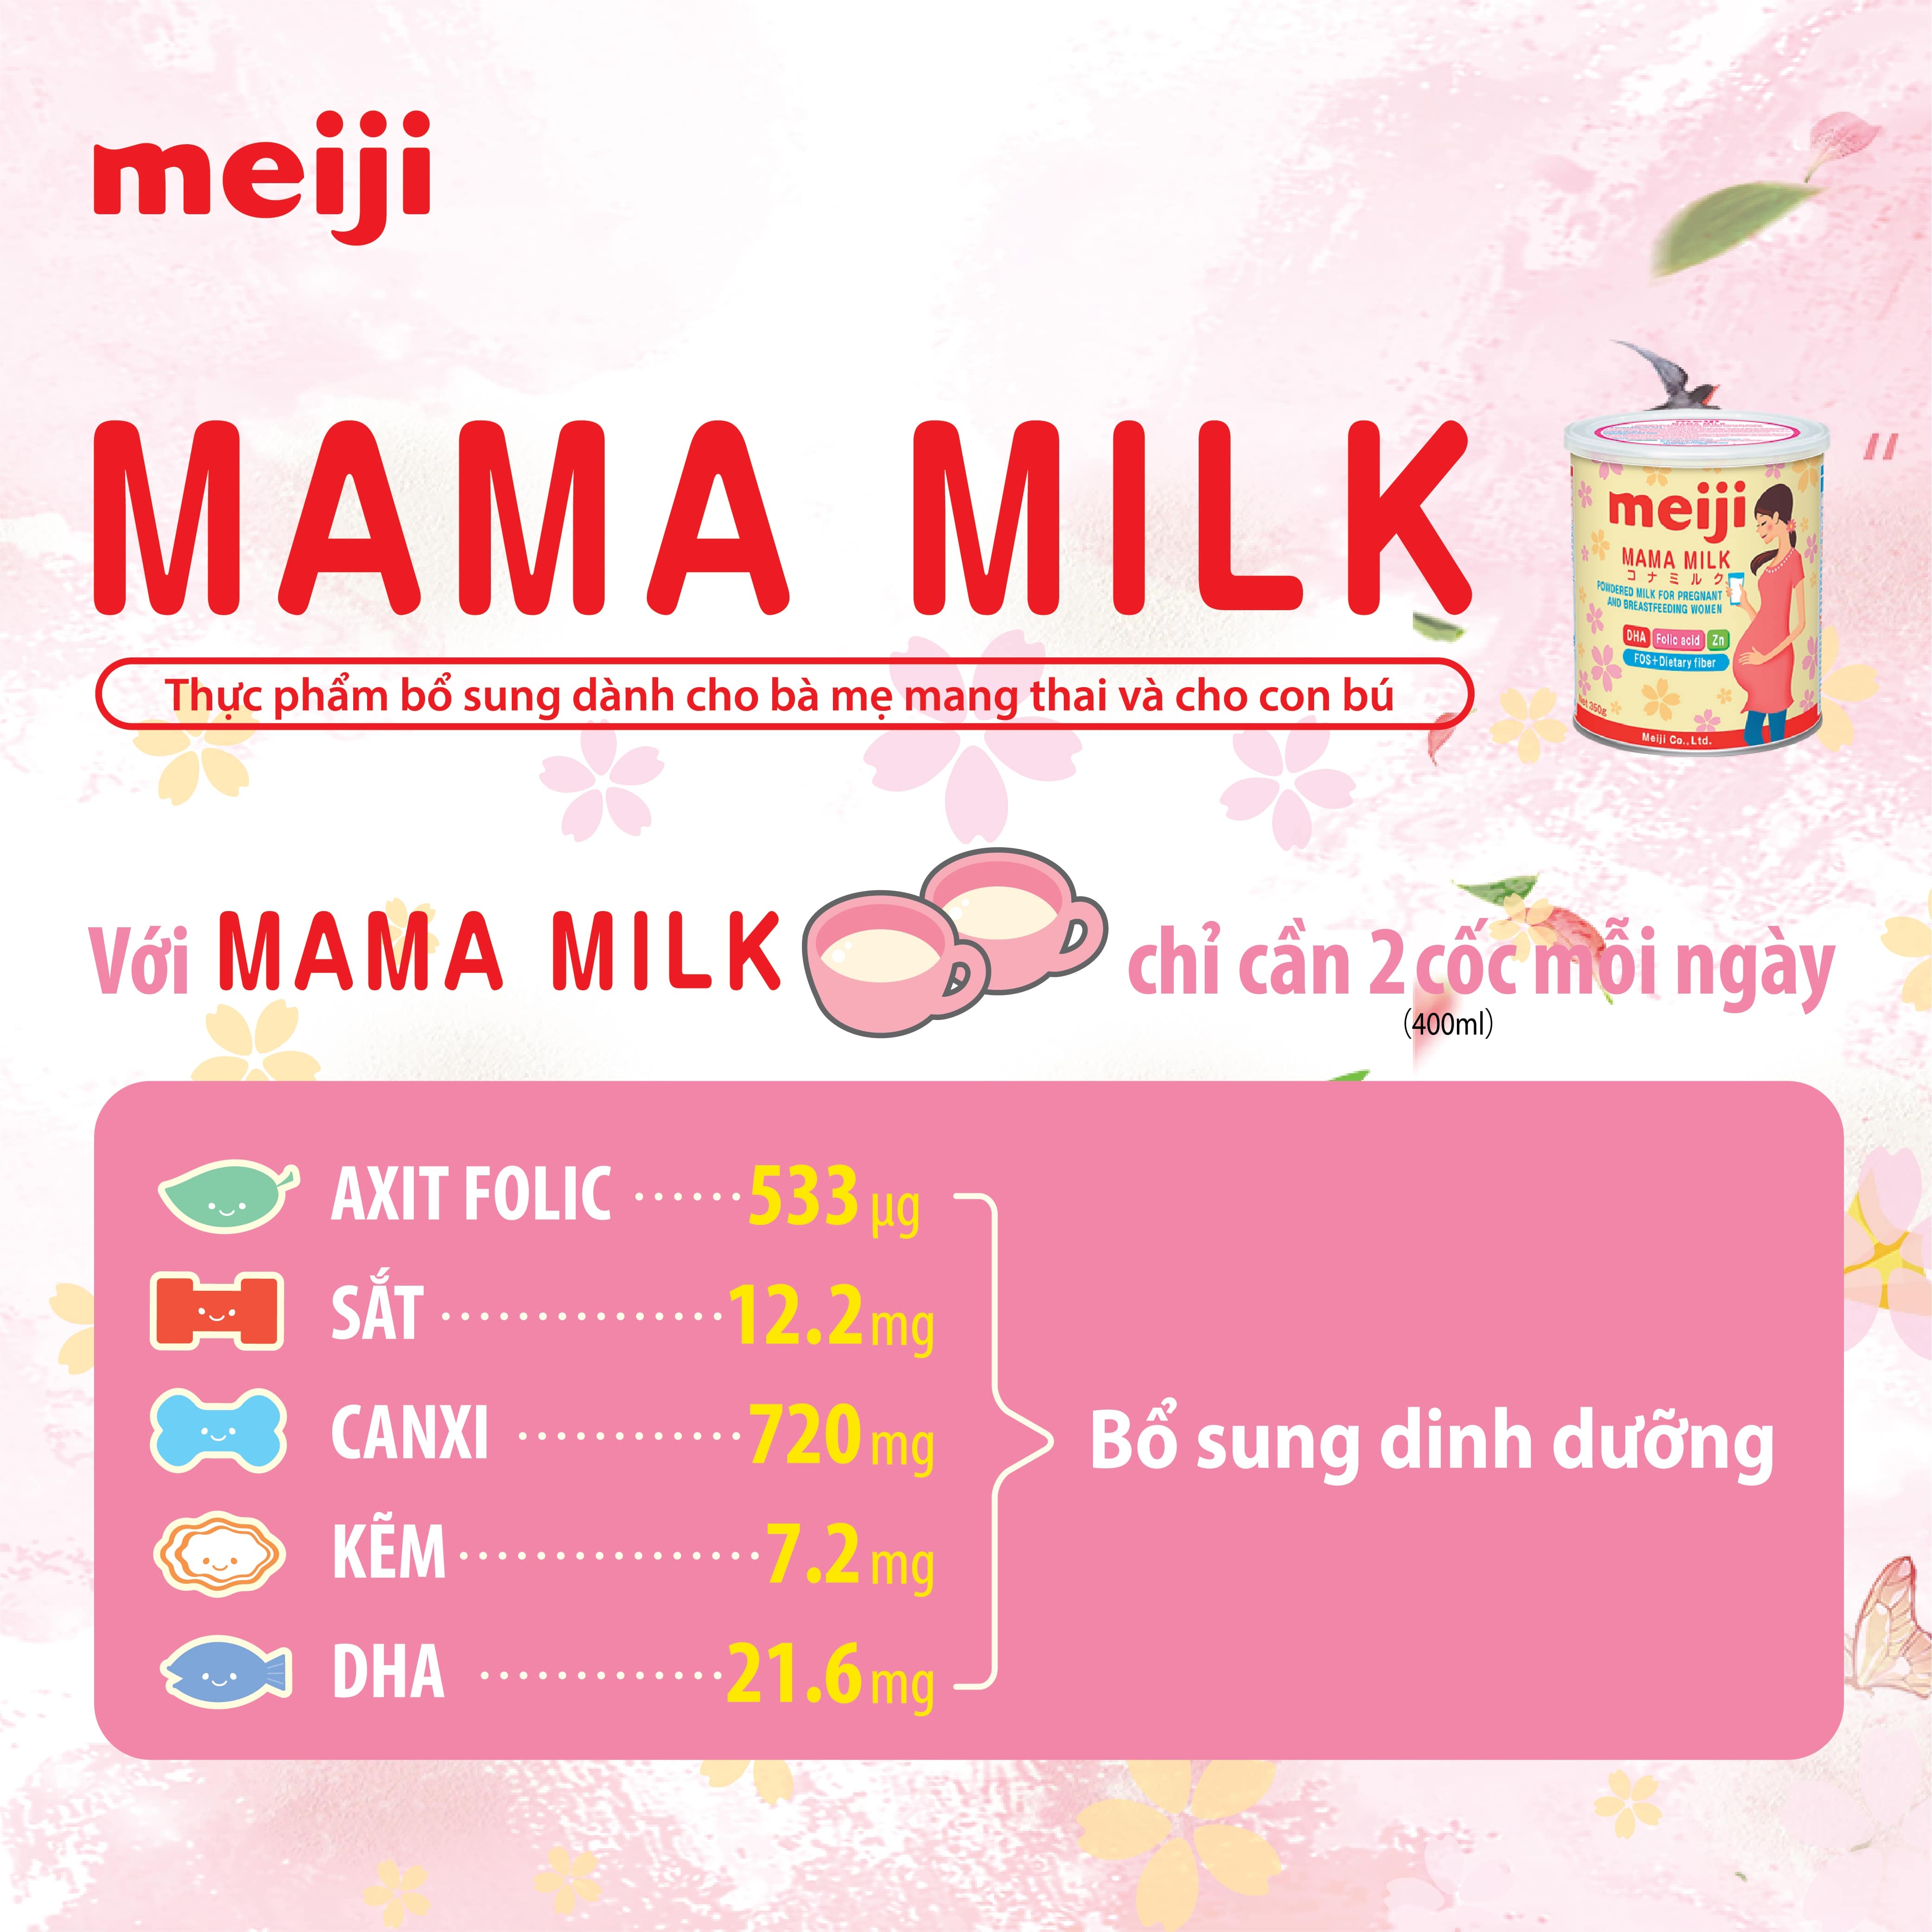 meiji
MAMA MILK
Thực phẩm bổ sung dành cho bà mẹ mang thai và cho con bú
meiji
MAMA MILK
コナミルク
POWDERED MILK FOR PREGNANT
AND BREASTFEEDING WOMEN
DHA Folic acid Zn
FOS+Dietary fiber
350g
Meiji Co., Ltd.
Với MAMA MILK chỉ cần 2 cốc mỗi ngày
(400ml)
AXIT FOLIC ······ 533 µg
SẮT ··············· 12.2 mg
CANXI ············ 720 mg
KẼM ················ 7.2 mg
DHA ············· 21.6 mg
Bổ sung dinh dưỡng